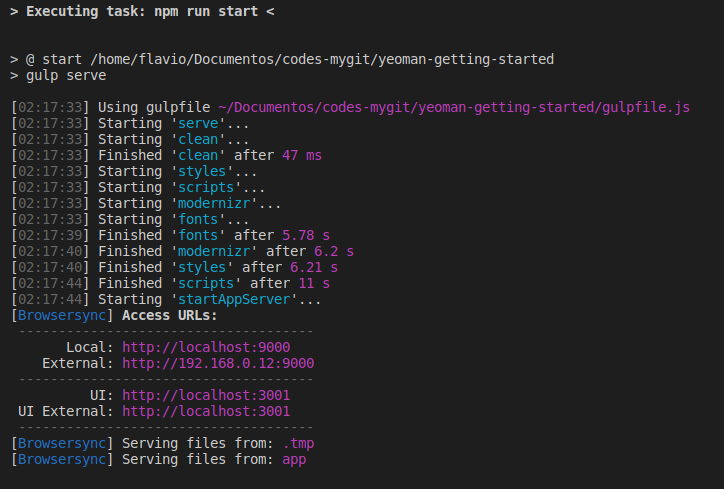 > Executing task: npm run start <
> @ start /home/flavio/Documentos/codes-mygit/yeoman-getting-started
> gulp serve
[02:17:33] Using gulpfile ~/Documentos/codes-mygit/yeoman-getting-started/gulpfile.js
[02:17:33] Starting 'serve'...
[02:17:33] Starting 'clean'...
[02:17:33] Finished 'clean' after 47 ms
[02:17:33] Starting 'styles'...
[02:17:33] Starting 'scripts'...
[02:17:33] Starting 'modernizr'...
[02:17:33] Starting 'fonts'...
[02:17:39] Finished 'fonts' after 5.78 s
[02:17:40] Finished 'modernizr' after 6.2 s
[02:17:40] Finished 'styles' after 6.21 s
[02:17:44] Finished 'scripts' after 11 s
[02:17:44] Starting 'startAppServer'...
[Browsersync] Access URLs:
-------------------------------------
Local: http://localhost:9000
External: http://192.168.0.12:9000
-------------------------------------
UI: http://localhost:3001
UI External: http://localhost:3001
-------------------------------------
[Browsersync] Serving files from: .tmp
[Browsersync] Serving files from: app